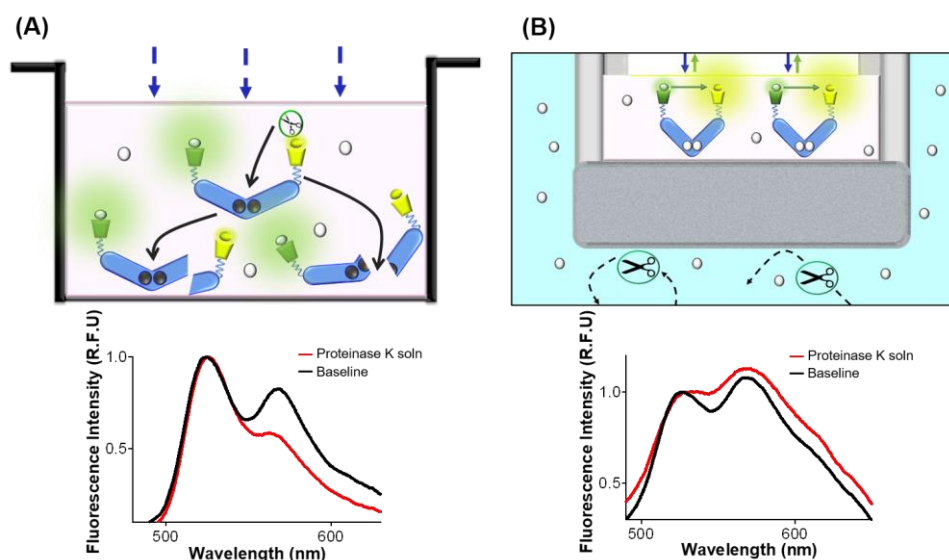 (A)
(B)
Fluorescence Intensity (R.F.U)
1.0
0.5
Proteinase K soln
Baseline
500
600
Wavelength (nm)
Fluorescence Intensity (R.F.U)
1.0
0.5
Proteinase K soln
Baseline
500
600
Wavelength (nm)